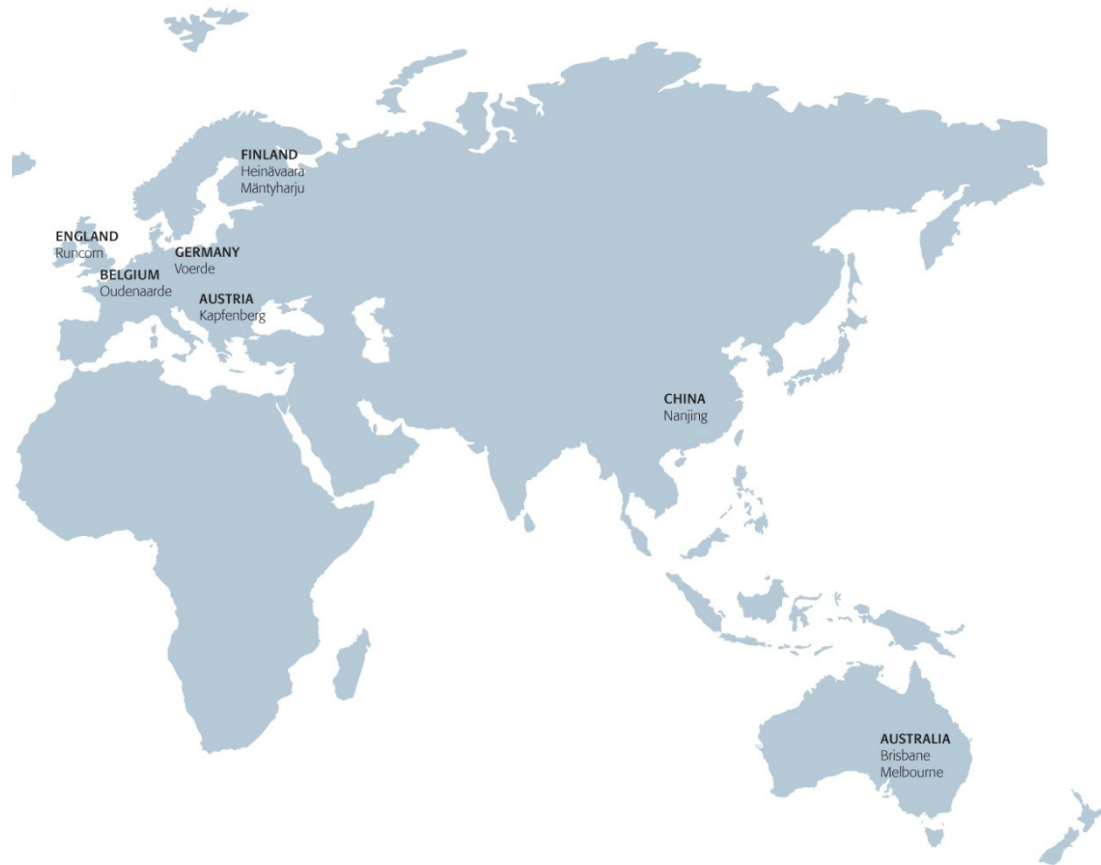 FINLAND
Heinävaara
Mäntyharju
ENGLAND
Runcorn
GERMANY
Voerde
BELGIUM
Oudenaarde
AUSTRIA
Kapfenberg
CHINA
Nanjing
AUSTRALIA
Brisbane
Melbourne